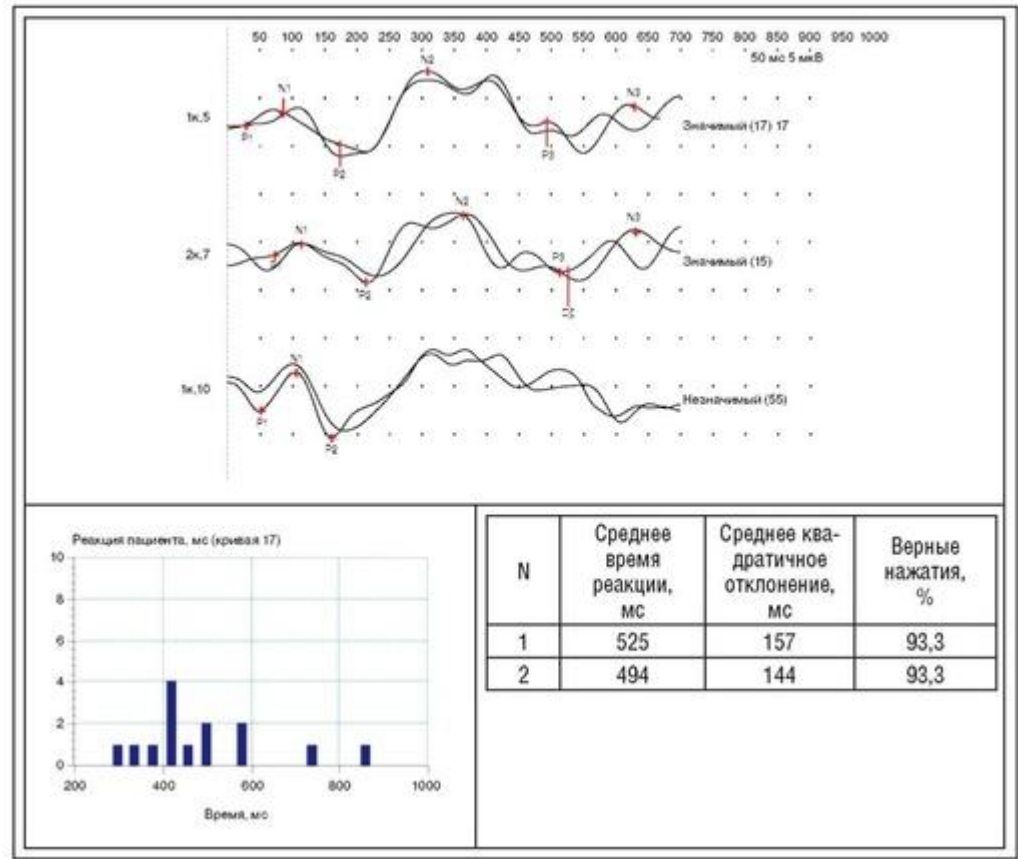 50 100 150 200 250 300 350 400 450 500 550 600 650 700 750 800 850 900 950 1000
50 мс 5 мкВ
N2
N1
N3
1к,5
Значимый (17) 17
P1
P3
P2
N2
N3
N1
2к,7
P3
Значимый (15)
P2
N1
1к,10
Незначимый (55)
P1
P2
Реакция пациента, мс (кривая 17)
10
8
6
4
2
0
200 400 600 800 1000
Время, мс
N
Среднее
время
реакции,
мс
Среднее ква-
дратичное
отклонение,
мс
Верные
нажатия,
%
1 525 157 93,3
2 494 144 93,3